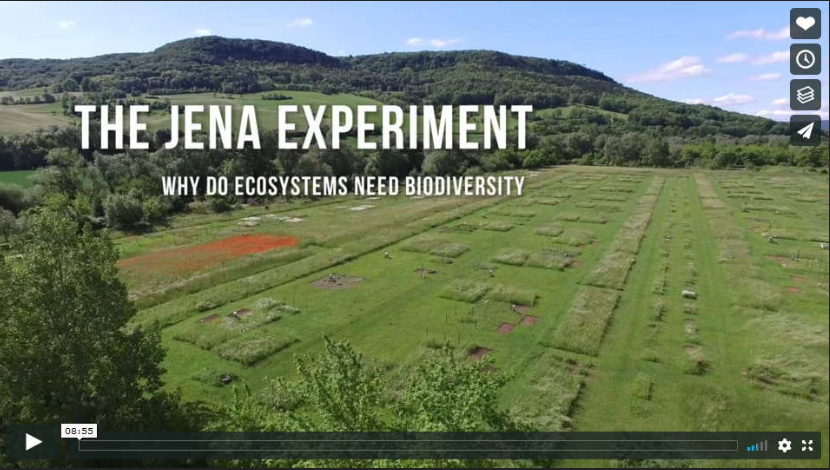 THE JENA EXPERIMENT
WHY DO ECOSYSTEMS NEED BIODIVERSITY
08:55